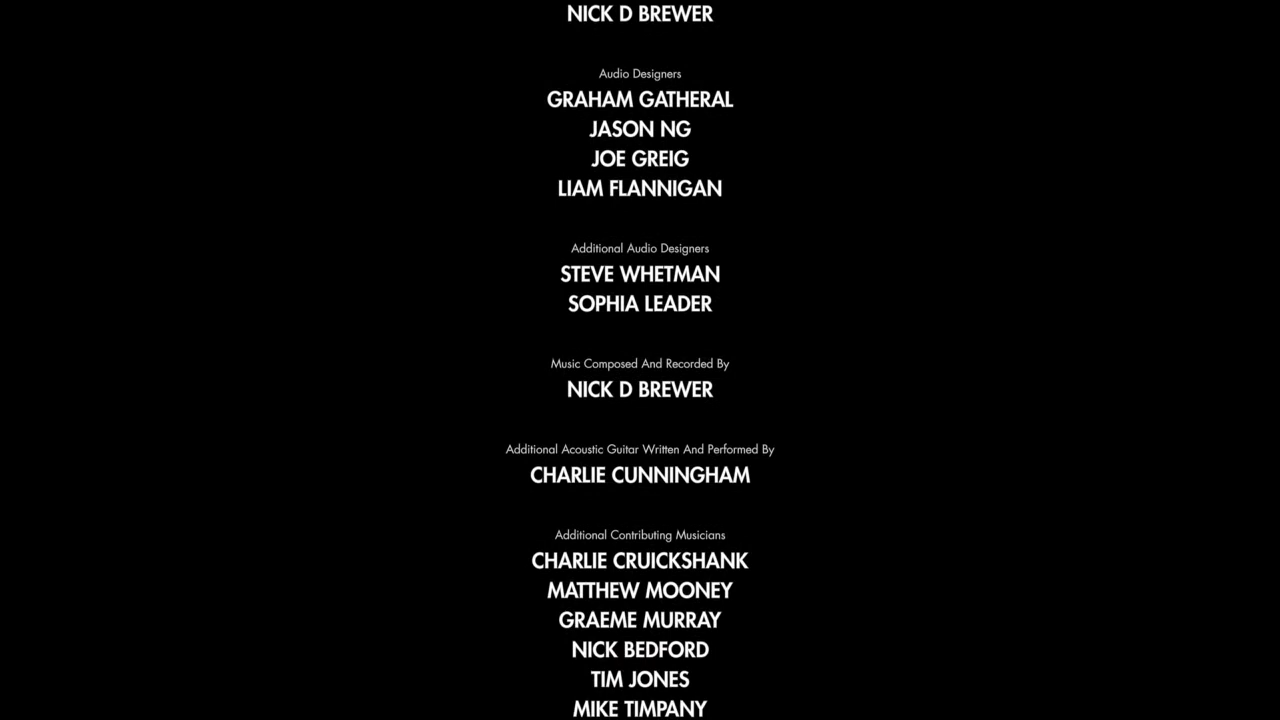 NICK D BREWER
Audio Designers
GRAHAM GATHERAL
JASON NG
JOE GREIG
LIAM FLANNIGAN
Additional Audio Designers
STEVE WHETMAN
SOPHIA LEADER
Music Composed And Recorded By
NICK D BREWER
Additional Acoustic Guitar Written And Performed By
CHARLIE CUNNINGHAM
Additional Contributing Musicians
CHARLIE CRUICKSHANK
MATTHEW MOONEY
GRAEME MURRAY
NICK BEDFORD
TIM JONES
MIKE TIMPANY